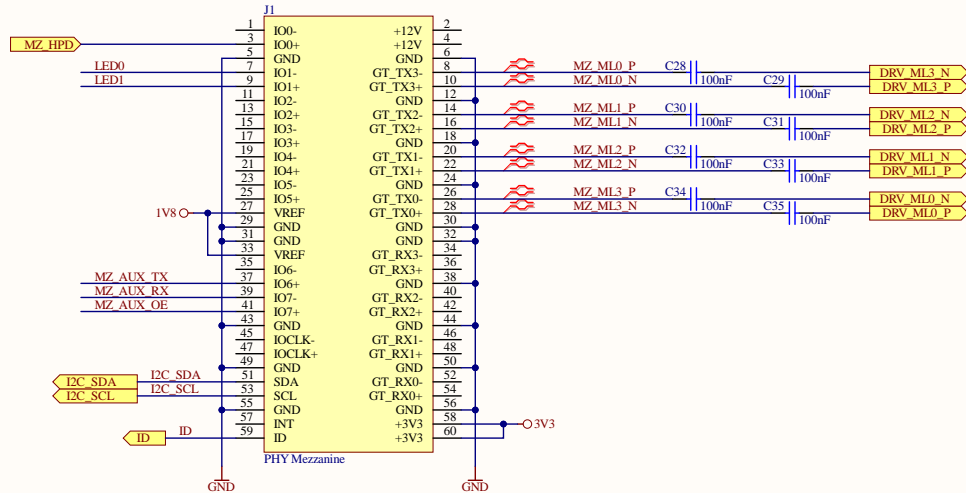 J1
1 IO0- +12V 2
MZ_HPD 3 IO0+ +12V 4
5 GND GND 6
LED0 7 IO1- GT_TX3- 8 MZ_ML0_P C28 100nF DRV_ML3_N
LED1 9 IO1+ GT_TX3+ 10 MZ_ML0_N C29 100nF DRV_ML3_P
11 IO2- GND 12
13 IO2+ GT_TX2- 14 MZ_ML1_P C30 100nF DRV_ML2_N
15 IO3- GT_TX2+ 16 MZ_ML1_N C31 100nF DRV_ML2_P
17 IO3+ GND 18
19 IO4- GT_TX1- 20 MZ_ML2_P C32 100nF DRV_ML1_N
21 IO4+ GT_TX1+ 22 MZ_ML2_N C33 100nF DRV_ML1_P
23 IO5- GND 24
25 IO5+ GT_TX0- 26 MZ_ML3_P C34 100nF DRV_ML0_N
1V8 27 VREF GT_TX0+ 28 MZ_ML3_N C35 100nF DRV_ML0_P
29 GND GND 30
31 GND GND 32
33 VREF GT_RX3- 34
35 IO6- GT_RX3+ 36
MZ_AUX_TX 37 IO6+ GND 38
MZ_AUX_RX 39 IO7- GT_RX2- 40
MZ_AUX_OE 41 IO7+ GT_RX2+ 42
43 GND GND 44
45 IOCLK- GT_RX1- 46
47 IOCLK+ GT_RX1+ 48
49 GND GND 50
I2C_SDA I2C_SDA 51 SDA GT_RX0- 52
I2C_SCL I2C_SCL 53 SCL GT_RX0+ 54
55 GND GND 56
57 INT +3V3 58 3V3
ID ID 59 ID +3V3 60
PHY Mezzanine
GND GND